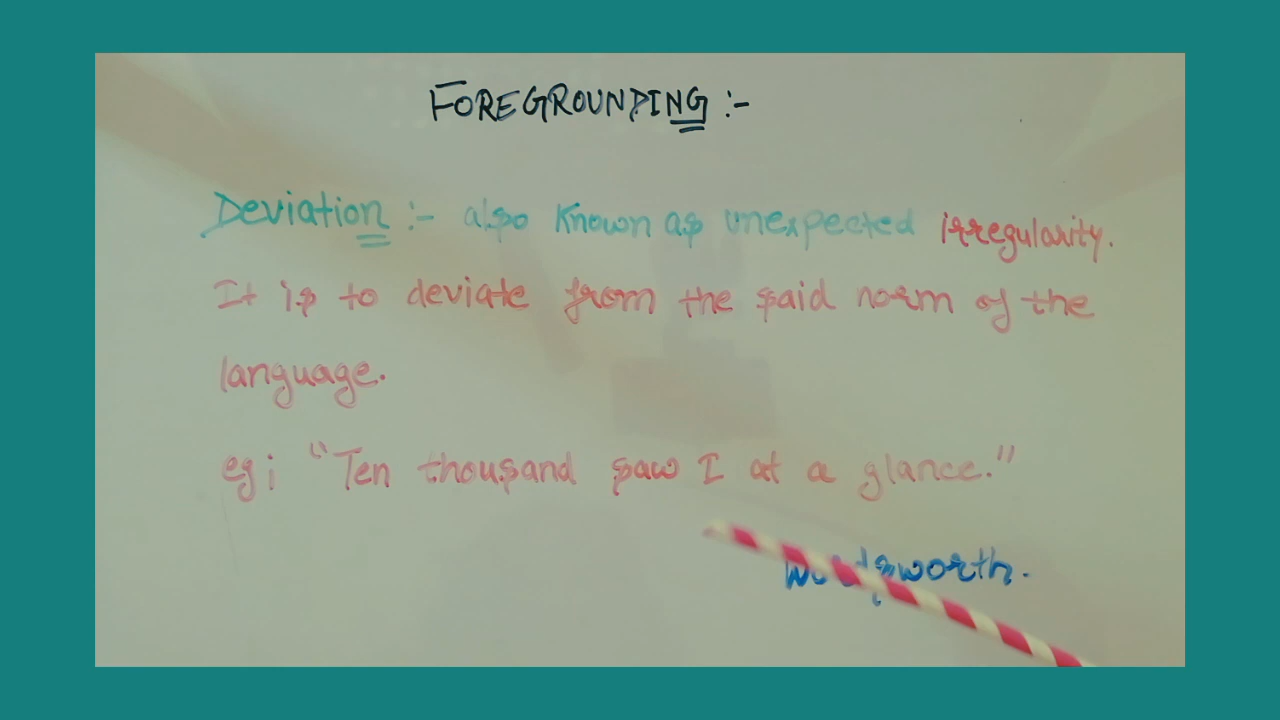 FOREGROUNDING :-
Deviation :- also known as unexpected irregularity.
It is to deviate from the said norm of the
language.
eg; "Ten thousand saw I at a glance."
Wordsworth.